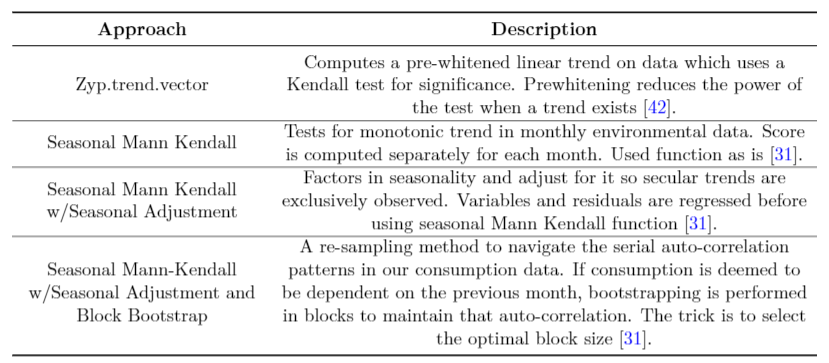 Approach Description
Computes a pre-whitened linear trend on data which uses a
Zyp.trend.vector Kendall test for significance. Prewhitening reduces the power of
the test when a trend exists [42].
Seasonal Mann Kendall Tests for monotonic trend in monthly environmental data. Score
is computed separately for each month. Used function as is [31].
Seasonal Mann Kendall
w/Seasonal Adjustment
Factors in seasonality and adjust for it so secular trends are
exclusively observed. Variables and residuals are regressed before
using seasonal Mann Kendall function [31].
Seasonal Mann-Kendall
w/Seasonal Adjustment and
Block Bootstrap
A re-sampling method to navigate the serial auto-correlation
patterns in our consumption data. If consumption is deemed to
be dependent on the previous month, bootstrapping is performed
in blocks to maintain that auto-correlation. The trick is to select
the optimal block size [31].